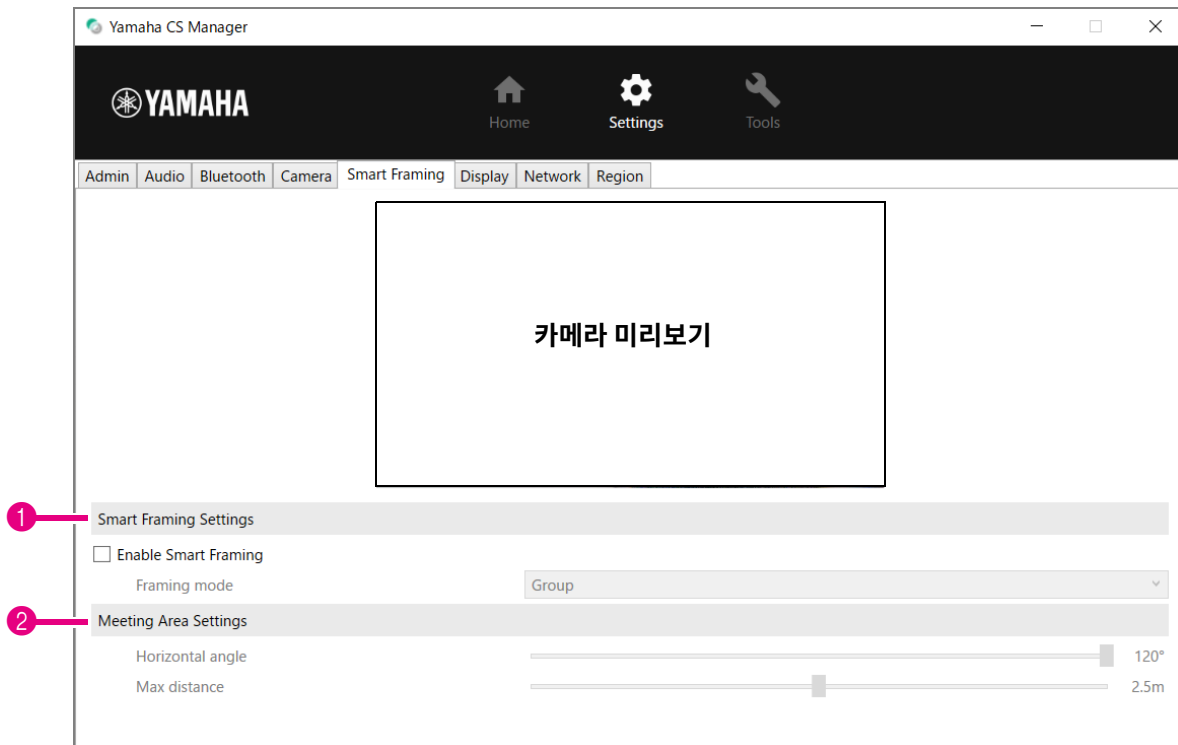 Yamaha CS Manager
YAMAHA
Home Settings Tools
Admin Audio Bluetooth Camera Smart Framing Display Network Region
카메라 미리보기
1 Smart Framing Settings
Enable Smart Framing
Framing mode Group
2 Meeting Area Settings
Horizontal angle 120°
Max distance 2.5m